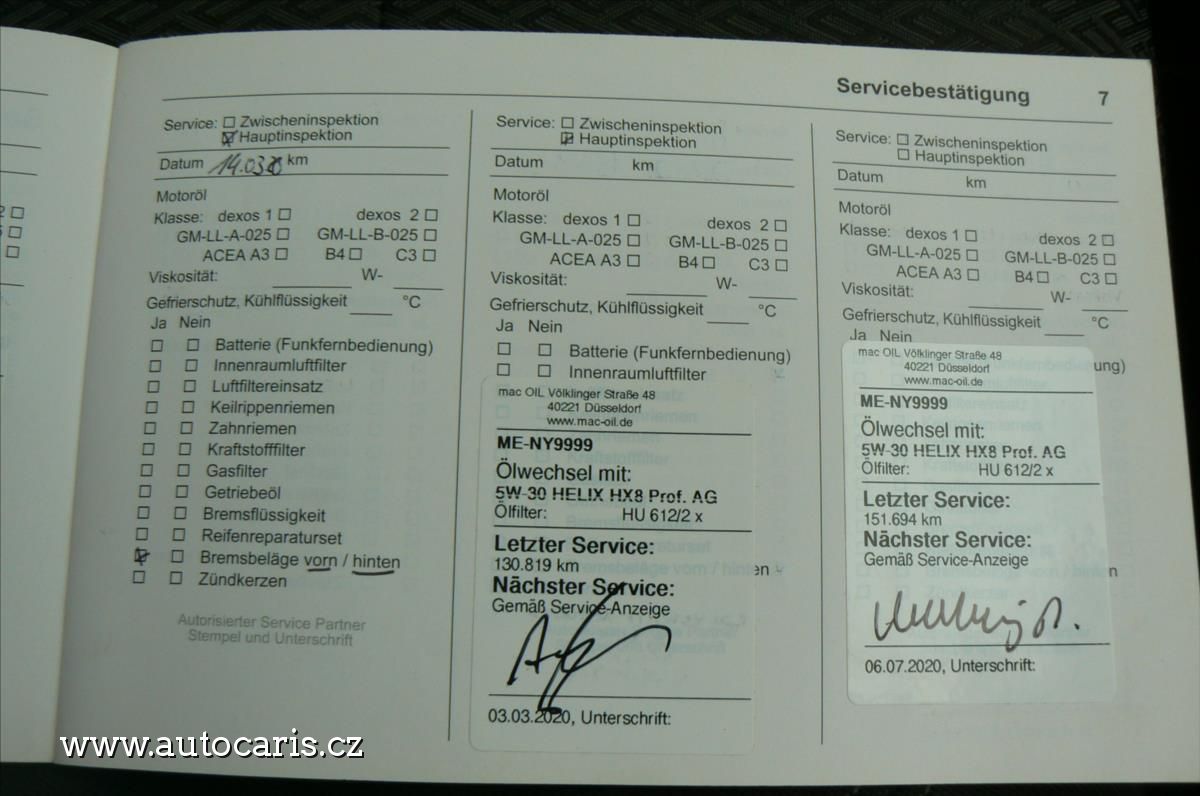 Servicebestätigung 7
Service: Zwischeninspektion
Hauptinspektion
Datum 14.03 km
Motoröl
Klasse: dexos 1 dexos 2
GM-LL-A-025 GM-LL-B-025
ACEA A3 B4 C3
Viskosität: W-
Gefrierschutz, Kühlflüssigkeit °C
Ja Nein
Batterie (Funkfernbedienung)
Innenraumluftfilter
Luftfiltereinsatz
Keilrippenriemen
Zahnriemen
Kraftstofffilter
Gasfilter
Getriebeöl
Bremsflüssigkeit
Reifenreparaturset
Bremsbeläge vorn / hinten
Zündkerzen
Autorisierter Service Partner
Stempel und Unterschrift
Service: Zwischeninspektion
Hauptinspektion
Datum km
Motoröl
Klasse: dexos 1 dexos 2
GM-LL-A-025 GM-LL-B-025
ACEA A3 B4 C3
Viskosität: W-
Gefrierschutz, Kühlflüssigkeit °C
Ja Nein
Batterie (Funkfernbedienung)
Innenraumluftfilter
mac OIL Völklinger Straße 48
40221 Düsseldorf
www.mac-oil.de
ME-NY9999
Ölwechsel mit:
5W-30 HELIX HX8 Prof. AG
Ölfilter: HU 612/2 x
Letzter Service:
130.819 km
Nächster Service:
Gemäß Service-Anzeige
03.03.2020, Unterschrift:
Service: Zwischeninspektion
Hauptinspektion
Datum km
Motoröl
Klasse: dexos 1 dexos 2
GM-LL-A-025 GM-LL-B-025
ACEA A3 B4 C3
Viskosität: W-
Gefrierschutz, Kühlflüssigkeit °C
Ja Nein
ung)
mac OIL Völklinger Straße 48
40221 Düsseldorf
www.mac-oil.de
ME-NY9999
Ölwechsel mit:
5W-30 HELIX HX8 Prof. AG
Ölfilter: HU 612/2 x
Letzter Service:
151.694 km
Nächster Service:
Gemäß Service-Anzeige
06.07.2020, Unterschrift:
www.autocaris.cz